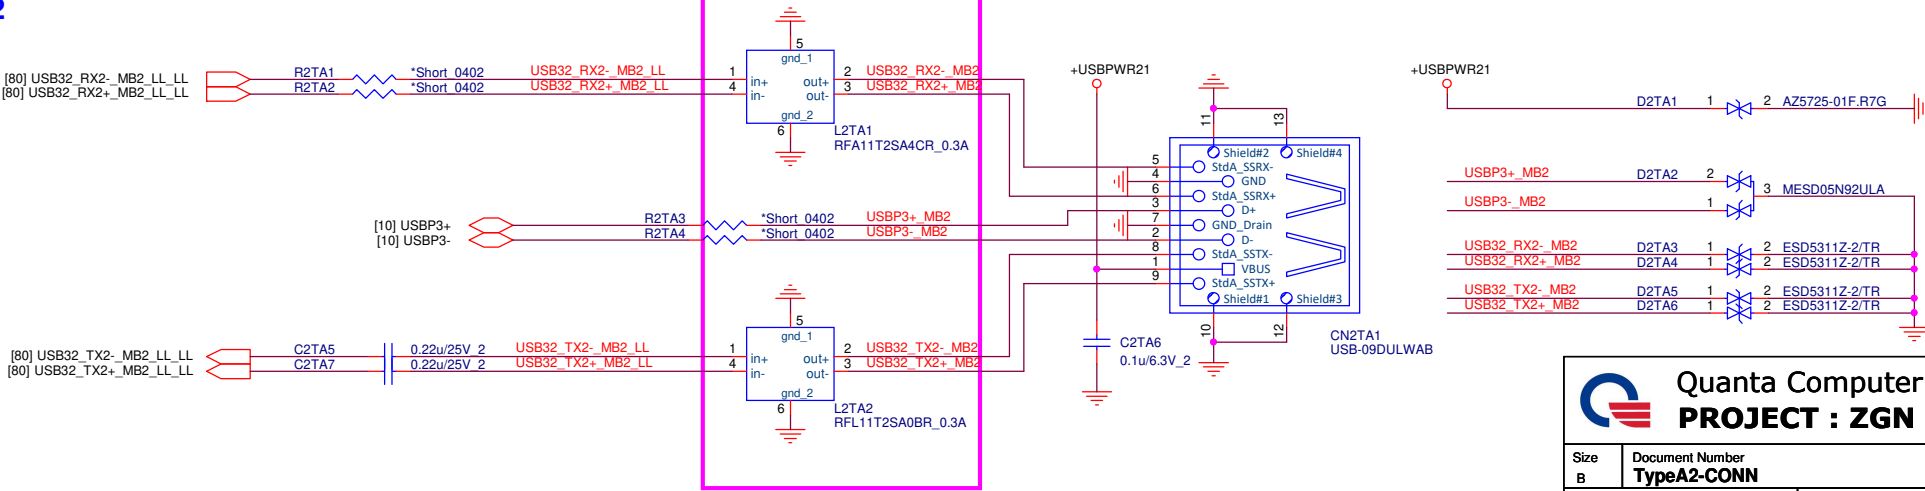 2
[80] USB32_RX2-_MB2_LL_LL
[80] USB32_RX2+_MB2_LL_LL
R2TA1
R2TA2
*Short_0402
*Short_0402
USB32_RX2-_MB2_LL
USB32_RX2+_MB2_LL
1
4
5
gnd_1
in+
in-
out+
out-
gnd_2
6
2
3
USB32_RX2-_MB2
USB32_RX2+_MB2
L2TA1
RFA11T2SA4CR_0.3A
[10] USBP3+
[10] USBP3-
R2TA3
R2TA4
*Short_0402
*Short_0402
USBP3+_MB2
USBP3-_MB2
[80] USB32_TX2-_MB2_LL_LL
[80] USB32_TX2+_MB2_LL_LL
C2TA5
C2TA7
0.22u/25V_2
0.22u/25V_2
USB32_TX2-_MB2_LL
USB32_TX2+_MB2_LL
1
4
5
gnd_1
in+
in-
out+
out-
gnd_2
6
2
3
USB32_TX2-_MB2
USB32_TX2+_MB2
L2TA2
RFL11T2SA0BR_0.3A
+USBPWR21
C2TA6
0.1u/6.3V_2
11
13
Shield#2
Shield#4
5 StdA_SSRX-
4 GND
6 StdA_SSRX+
3 D+
7 GND_Drain
2 D-
8 StdA_SSTX-
1 VBUS
9 StdA_SSTX+
Shield#1
Shield#3
10
12
CN2TA1
USB-09DULWAB
+USBPWR21
D2TA1 1 2 AZ5725-01F.R7G
USBP3+_MB2 D2TA2 2
3 MESD05N92ULA
USBP3-_MB2 1
USB32_RX2-_MB2 D2TA3 1 2 ESD5311Z-2/TR
USB32_RX2+_MB2 D2TA4 1 2 ESD5311Z-2/TR
USB32_TX2-_MB2 D2TA5 1 2 ESD5311Z-2/TR
USB32_TX2+_MB2 D2TA6 1 2 ESD5311Z-2/TR
Quanta Computer
PROJECT : ZGN
Size
B
Document Number
TypeA2-CONN